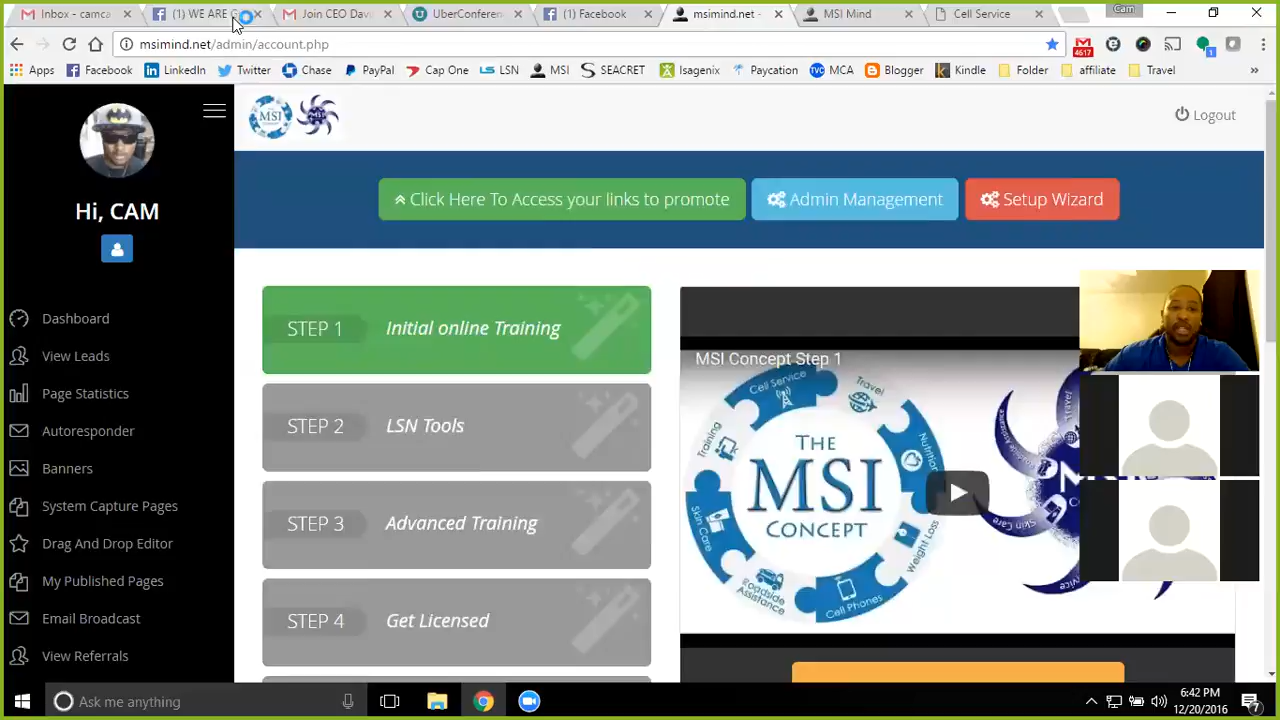 Inbox - camca
(1) WE ARE G
Join CEO Davi
UberConferen
(1) Facebook
msimind.net -
MSI Mind
Cell Service
Cam
msimind.net/admin/account.php
4617
1
Apps
Facebook
LinkedIn
Twitter
Chase
PayPal
Cap One
LSN
MSI
SEACRET
Isagenix
Paycation
MCA
Blogger
Kindle
Folder
affiliate
Travel
Logout
Click Here To Access your links to promote
Admin Management
Setup Wizard
Hi, CAM
Dashboard
View Leads
Page Statistics
Autoresponder
Banners
System Capture Pages
Drag And Drop Editor
My Published Pages
Email Broadcast
View Referrals
STEP 1 Initial online Training
STEP 2 LSN Tools
STEP 3 Advanced Training
STEP 4 Get Licensed
MSI Concept Step 1
THE
MSI
CONCEPT
Cell Service
Travel
Nutrition
Weight Loss
Cell Phones
Roadside Assistance
Skin Care
Training
Ask me anything
6:42 PM
12/20/2016
7